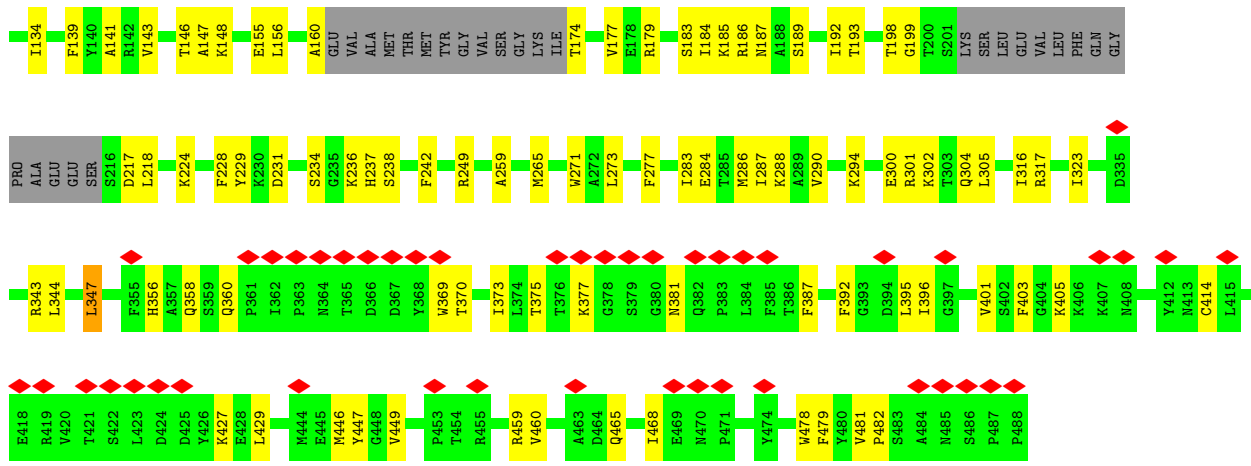 I134 F139 Y140 A141 R142 V143 T146 A147 K148 E155 L156 A160 GLU VAL ALA MET THR MET TYR GLY VAL SER GLY LYS ILE T174 V177 E178 R179 S183 I184 K185 R186 N187 A188 S189 I192 T193 T198 G199 T200 S201 LYS SER LEU GLU VAL LEU PHE GLN GLY
PRO ALA GLU GLU SER S216 D217 L218 K224 F228 Y229 K230 D231 S234 G235 K236 H237 S238 F242 R249 A259 M265 W271 A272 L273 F277 I283 E284 T285 M286 I287 K288 A289 V290 K294 E300 R301 K302 T303 Q304 L305 I316 R317 I323 D335
R343 L344 L347 F355 H356 A357 Q358 S359 Q360 P361 I362 P363 N364 T365 D366 D367 Y368 W369 T370 I373 L374 T375 T376 K377 G378 S379 G380 N381 Q382 P383 L384 F385 T386 F387 F392 G393 D394 L395 I396 G397 V401 S402 F403 G404 K405 K406 K407 N408 Y412 N413 C414 L415
E418 R419 V420 T421 S422 L423 D424 D425 Y426 K427 E428 L429 M444 E445 M446 Y447 G448 V449 P453 T454 R455 R459 V460 A463 D464 Q465 I468 E469 N470 P471 Y474 W478 F479 Y480 V481 P482 S483 A484 N485 S486 P487 P488